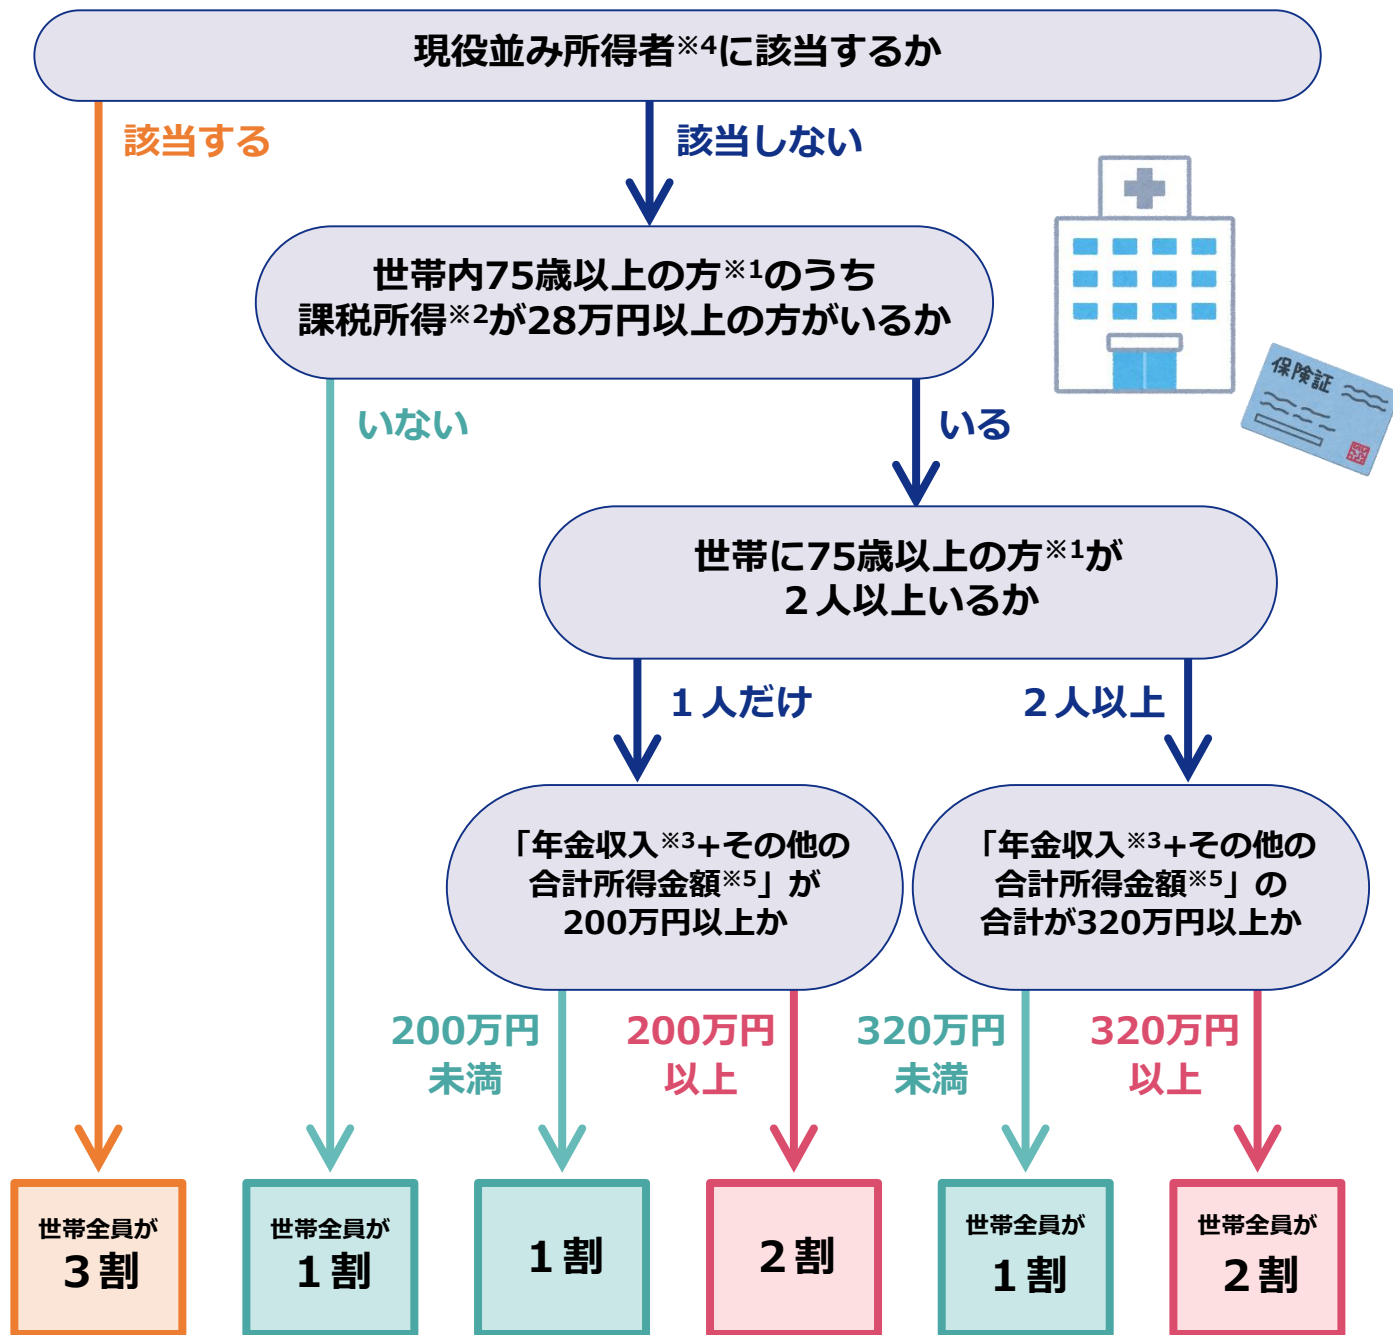 現役並み所得者※4に該当するか
該当する
該当しない
世帯内75歳以上の方※1のうち
課税所得※2が28万円以上の方がいるか
保険証
いない
いる
世帯に75歳以上の方※1が
２人以上いるか
１人だけ
２人以上
「年金収入※3+その他の
合計所得金額※5」が
200万円以上か
「年金収入※3+その他の
合計所得金額※5」の
合計が320万円以上か
200万円
未満
200万円
以上
320万円
未満
320万円
以上
世帯全員が
３割
世帯全員が
１割
１割
２割
世帯全員が
１割
世帯全員が
２割